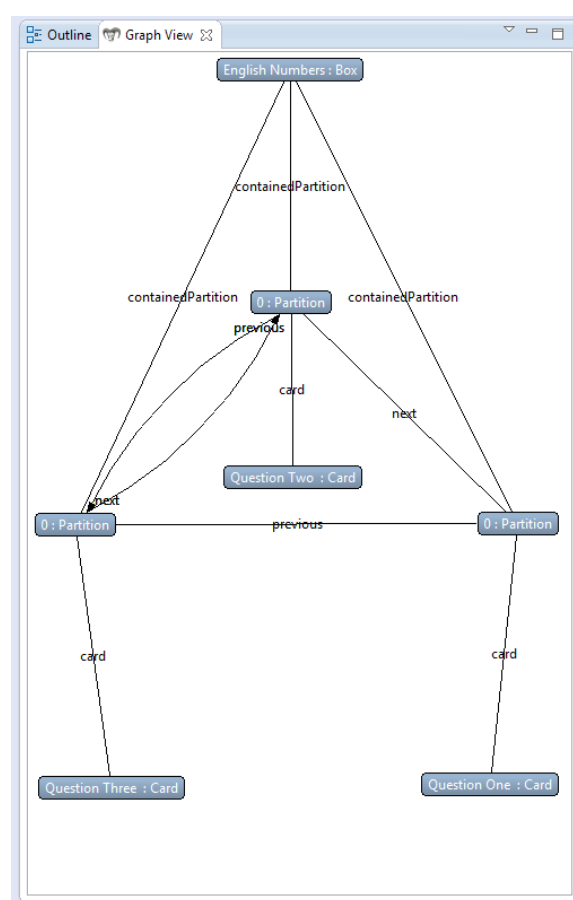 Outline Graph View
English Numbers : Box
containedPartition
containedPartition
containedPartition
0 : Partition
previous
card
next
Question Two : Card
next
0 : Partition
previous
0 : Partition
card
card
Question Three : Card
Question One : Card